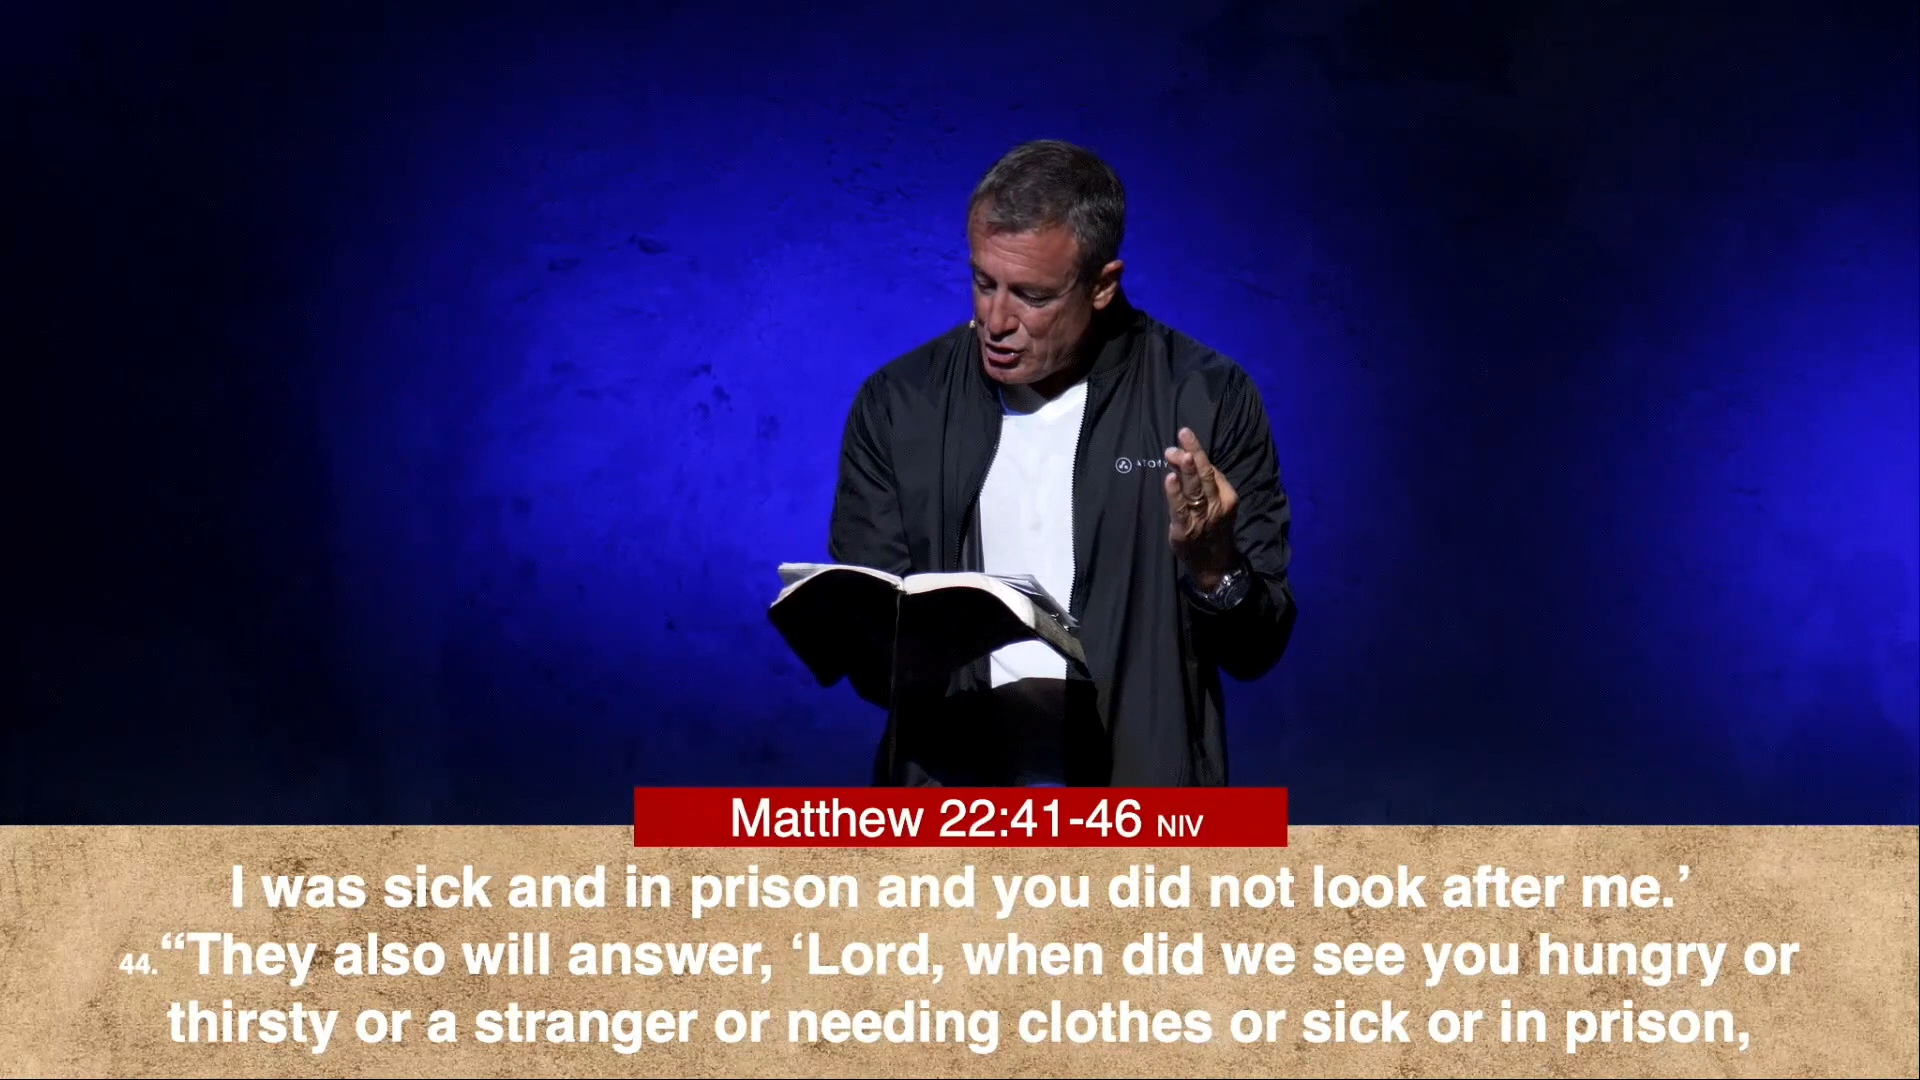 Matthew 22:41-46 NIV
I was sick and in prison and you did not look after me.’
44. “They also will answer, ‘Lord, when did we see you hungry or
thirsty or a stranger or needing clothes or sick or in prison,